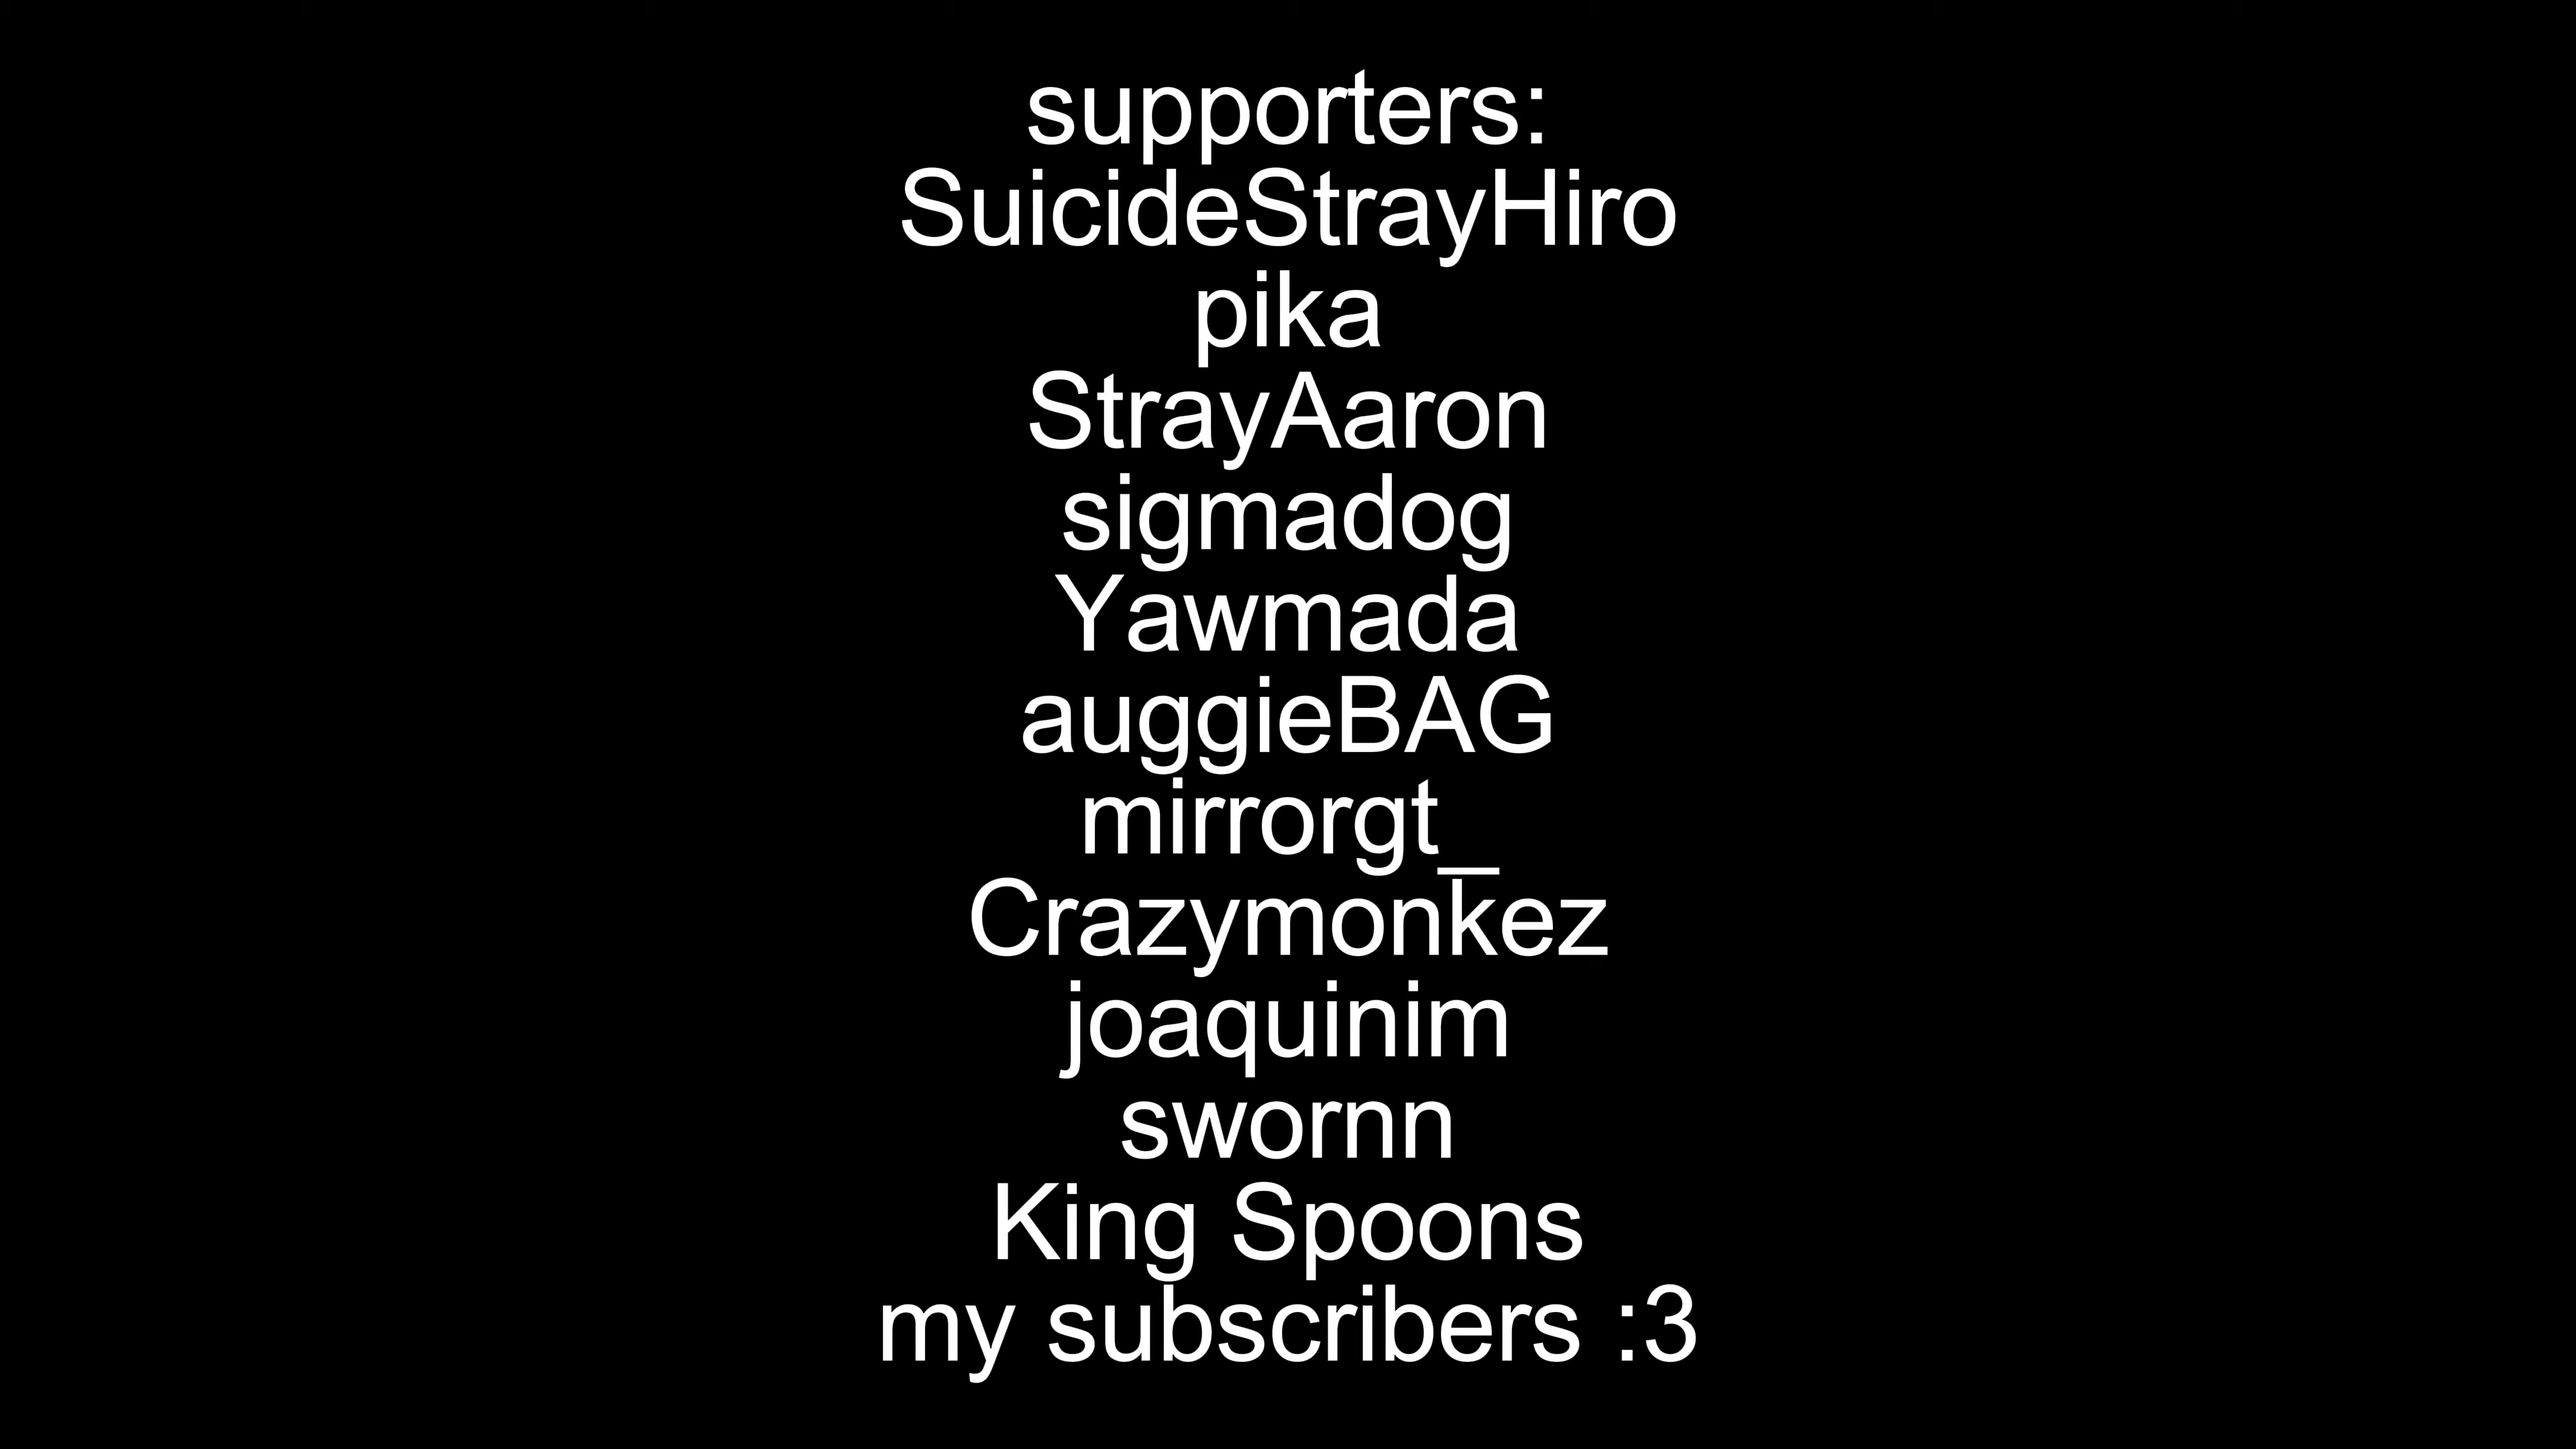 supporters:
SuicideStrayHiro
pika
StrayAaron
sigmadog
Yawmada
auggieBAG
mirrorgt_
Crazymonkez
joaquinim
swornn
King Spoons
my subscribers :3